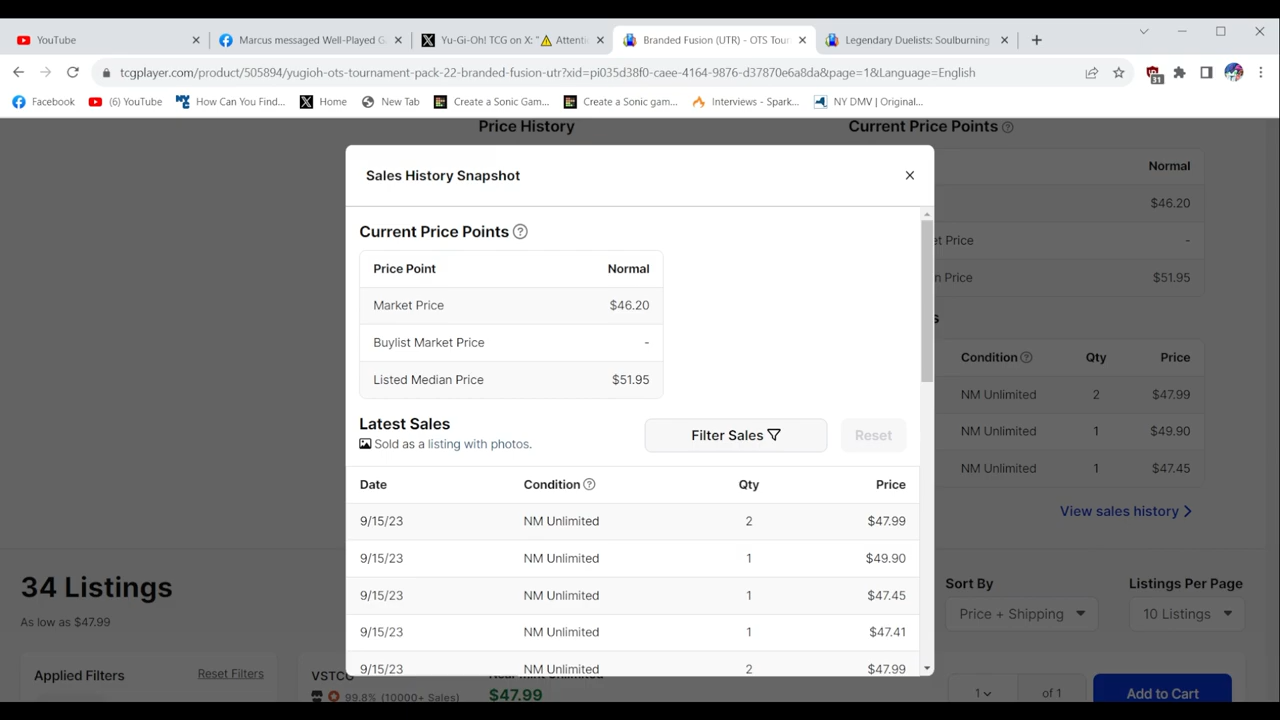 YouTube
Marcus messaged Well-Played G
Yu-Gi-Oh! TCG on X: "⚠ Attenti
Branded Fusion (UTR) - OTS Tour
Legendary Duelists: Soulburning
tcgplayer.com/product/505894/yugioh-ots-tournament-pack-22-branded-fusion-utr?xid=pi035d38f0-caee-4164-9876-d37870e6a8da&page=1&Language=English
31
Facebook
(6) YouTube
How Can You Find...
Home
New Tab
Create a Sonic Gam...
Create a Sonic gam...
Interviews - Spark...
NY DMV | Original...
Price History
Current Price Points
Sales History Snapshot
Normal
$46.20
et Price -
n Price $51.95
s
Condition Qty Price
NM Unlimited 2 $47.99
NM Unlimited 1 $49.90
NM Unlimited 1 $47.45
View sales history
Current Price Points
Price Point Normal
Market Price $46.20
Buylist Market Price -
Listed Median Price $51.95
Latest Sales
Sold as a listing with photos.
Filter Sales
Reset
Date Condition Qty Price
9/15/23 NM Unlimited 2 $47.99
9/15/23 NM Unlimited 1 $49.90
9/15/23 NM Unlimited 1 $47.45
9/15/23 NM Unlimited 1 $47.41
9/15/23 NM Unlimited 2 $47.99
34 Listings
As low as $47.99
Sort By
Price + Shipping
Listings Per Page
10 Listings
Applied Filters
Reset Filters
VSTCG
99.8% (10000+ Sales)
Near Mint Unlimited
$47.99
1
of 1
Add to Cart